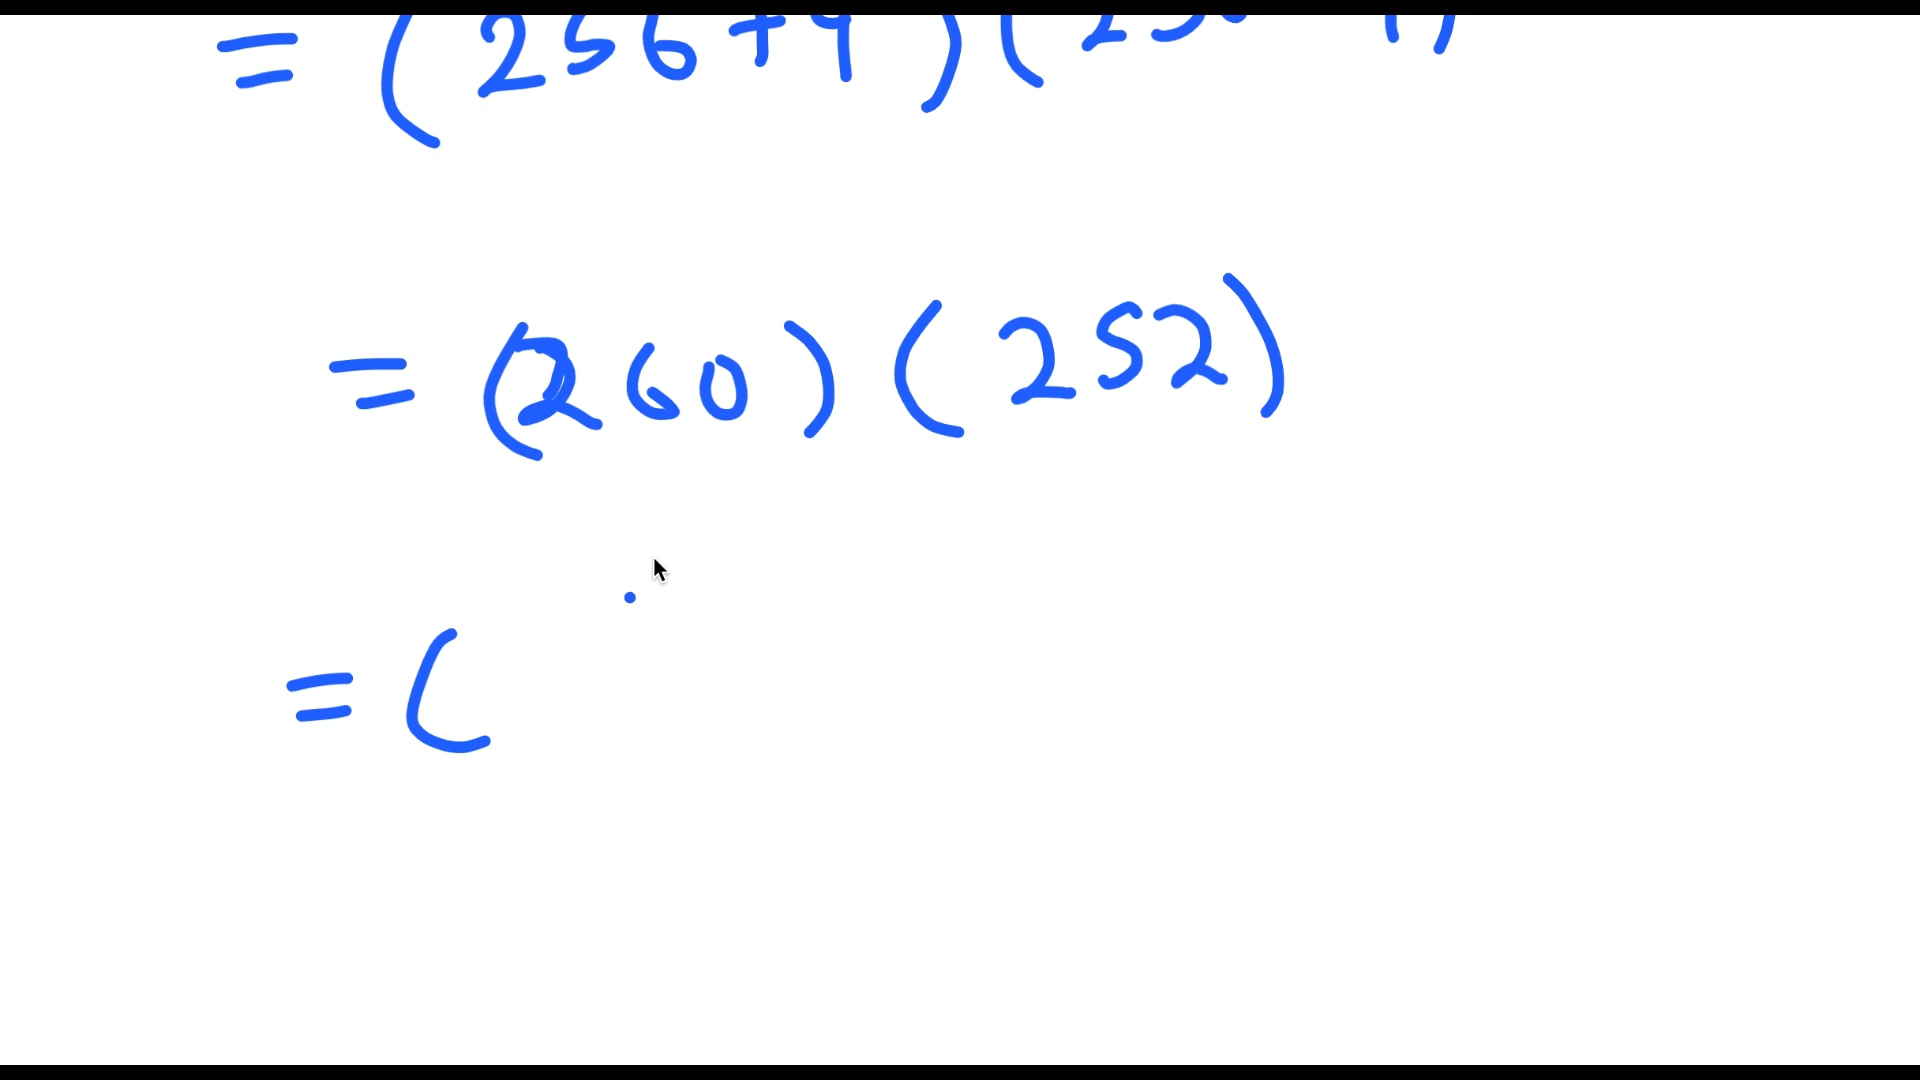 = (256+4)(25
= (260)(252)
= (